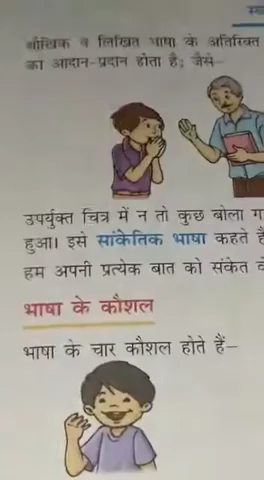 मौखिक व लिखित भाषा के अतिरिक्त
का आदान-प्रदान होता है; जैसे–
उपर्युक्त चित्र में न तो कुछ बोला
हुआ। इसे सांकेतिक भाषा कहते
हम अपनी प्रत्येक बात को संकेत
भाषा के कौशल
भाषा के चार कौशल होते हैं–